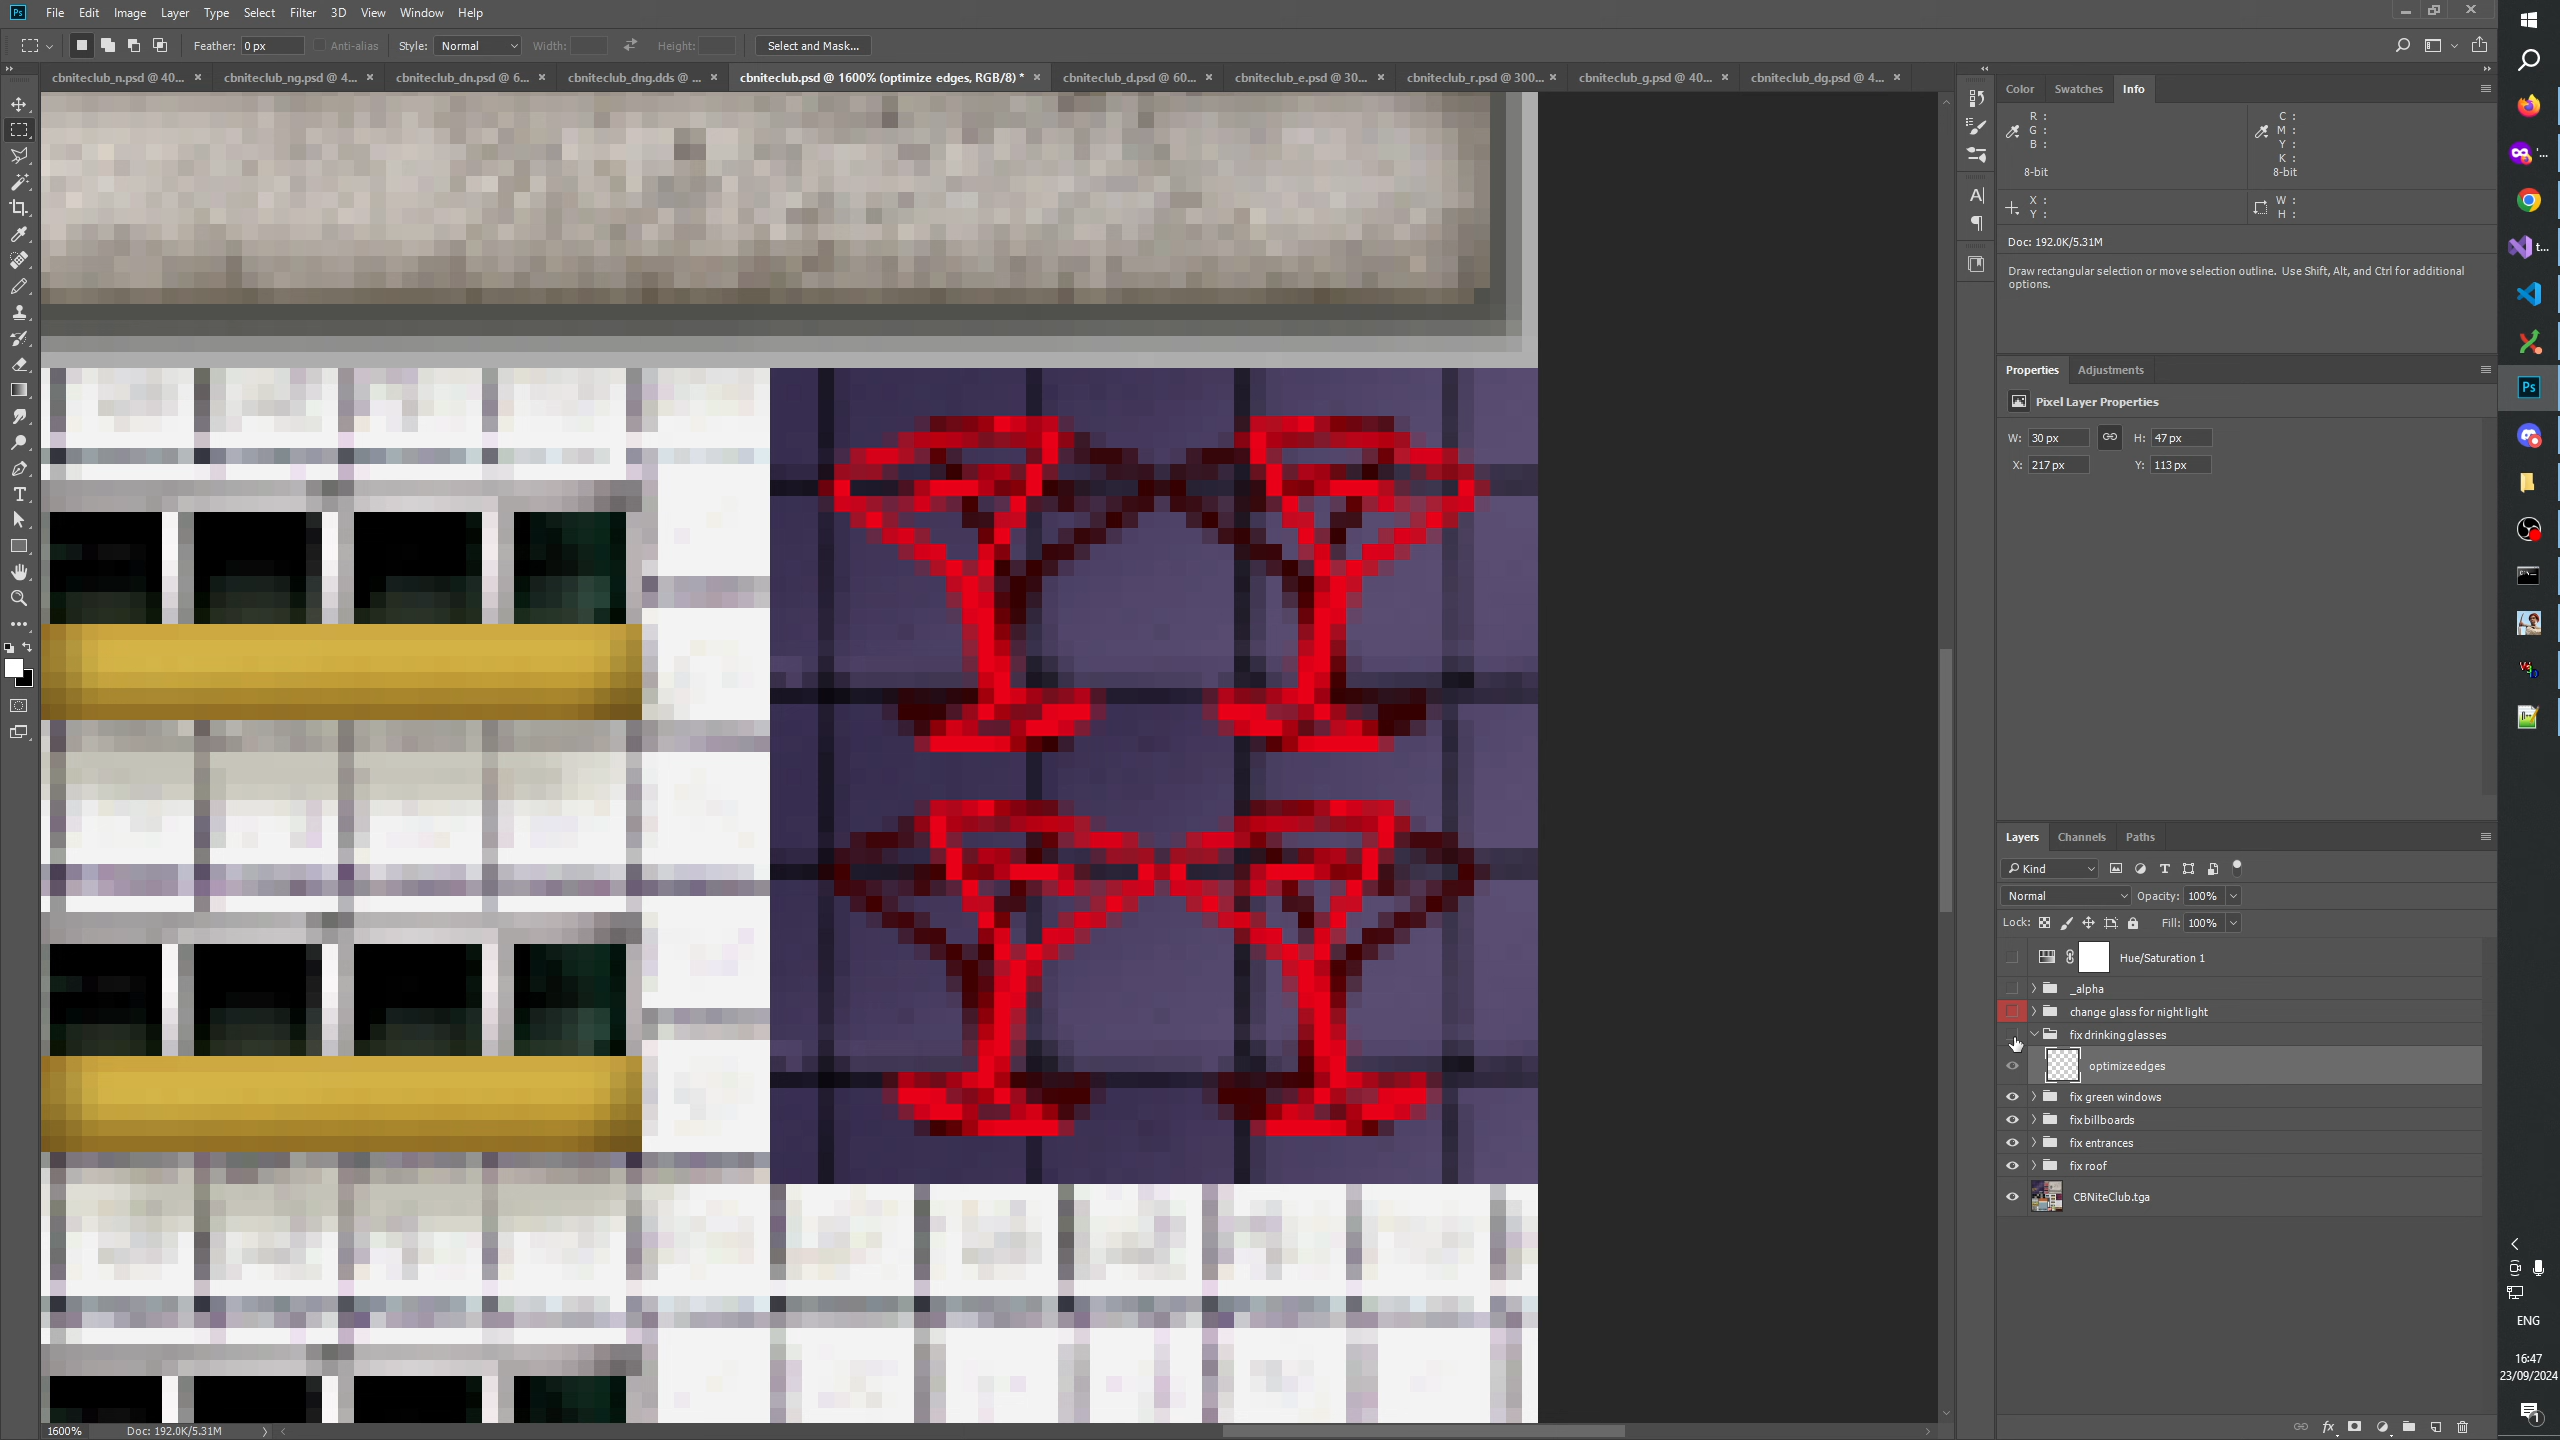 Ps File Edit Image Layer Type Select Filter 3D View Window Help
Feather: 0 px Anti-alias Style: Normal Width: Height: Select and Mask...
cbniteclub_n.psd @ 40... × cbniteclub_ng.psd @ 4... × cbniteclub_dn.psd @ 6... × cbniteclub_dng.dds @ ... × cbniteclub.psd @ 1600% (optimize edges, RGB/8) * × cbniteclub_d.psd @ 60... × cbniteclub_e.psd @ 30... × cbniteclub_r.psd @ 300... × cbniteclub_g.psd @ 40... × cbniteclub_dg.psd @ 4... ×
Color Swatches Info
R : C :
G : M :
B : Y :
K :
8-bit 8-bit
X : W :
Y : H :
Doc: 192.0K/5.31M
Draw rectangular selection or move selection outline. Use Shift, Alt, and Ctrl for additional
options.
Properties Adjustments
Pixel Layer Properties
W: 30 px H: 47 px
X: 217 px Y: 113 px
Layers Channels Paths
Kind
Normal Opacity: 100%
Lock: Fill: 100%
Hue/Saturation 1
_alpha
change glass for night light
fix drinking glasses
optimize edges
fix green windows
fix billboards
fix entrances
fix roof
CBNiteClub.tga
1600% Doc: 192.0K/5.31M
'...
t...
Ps
ENG
16:47
23/09/2024
1